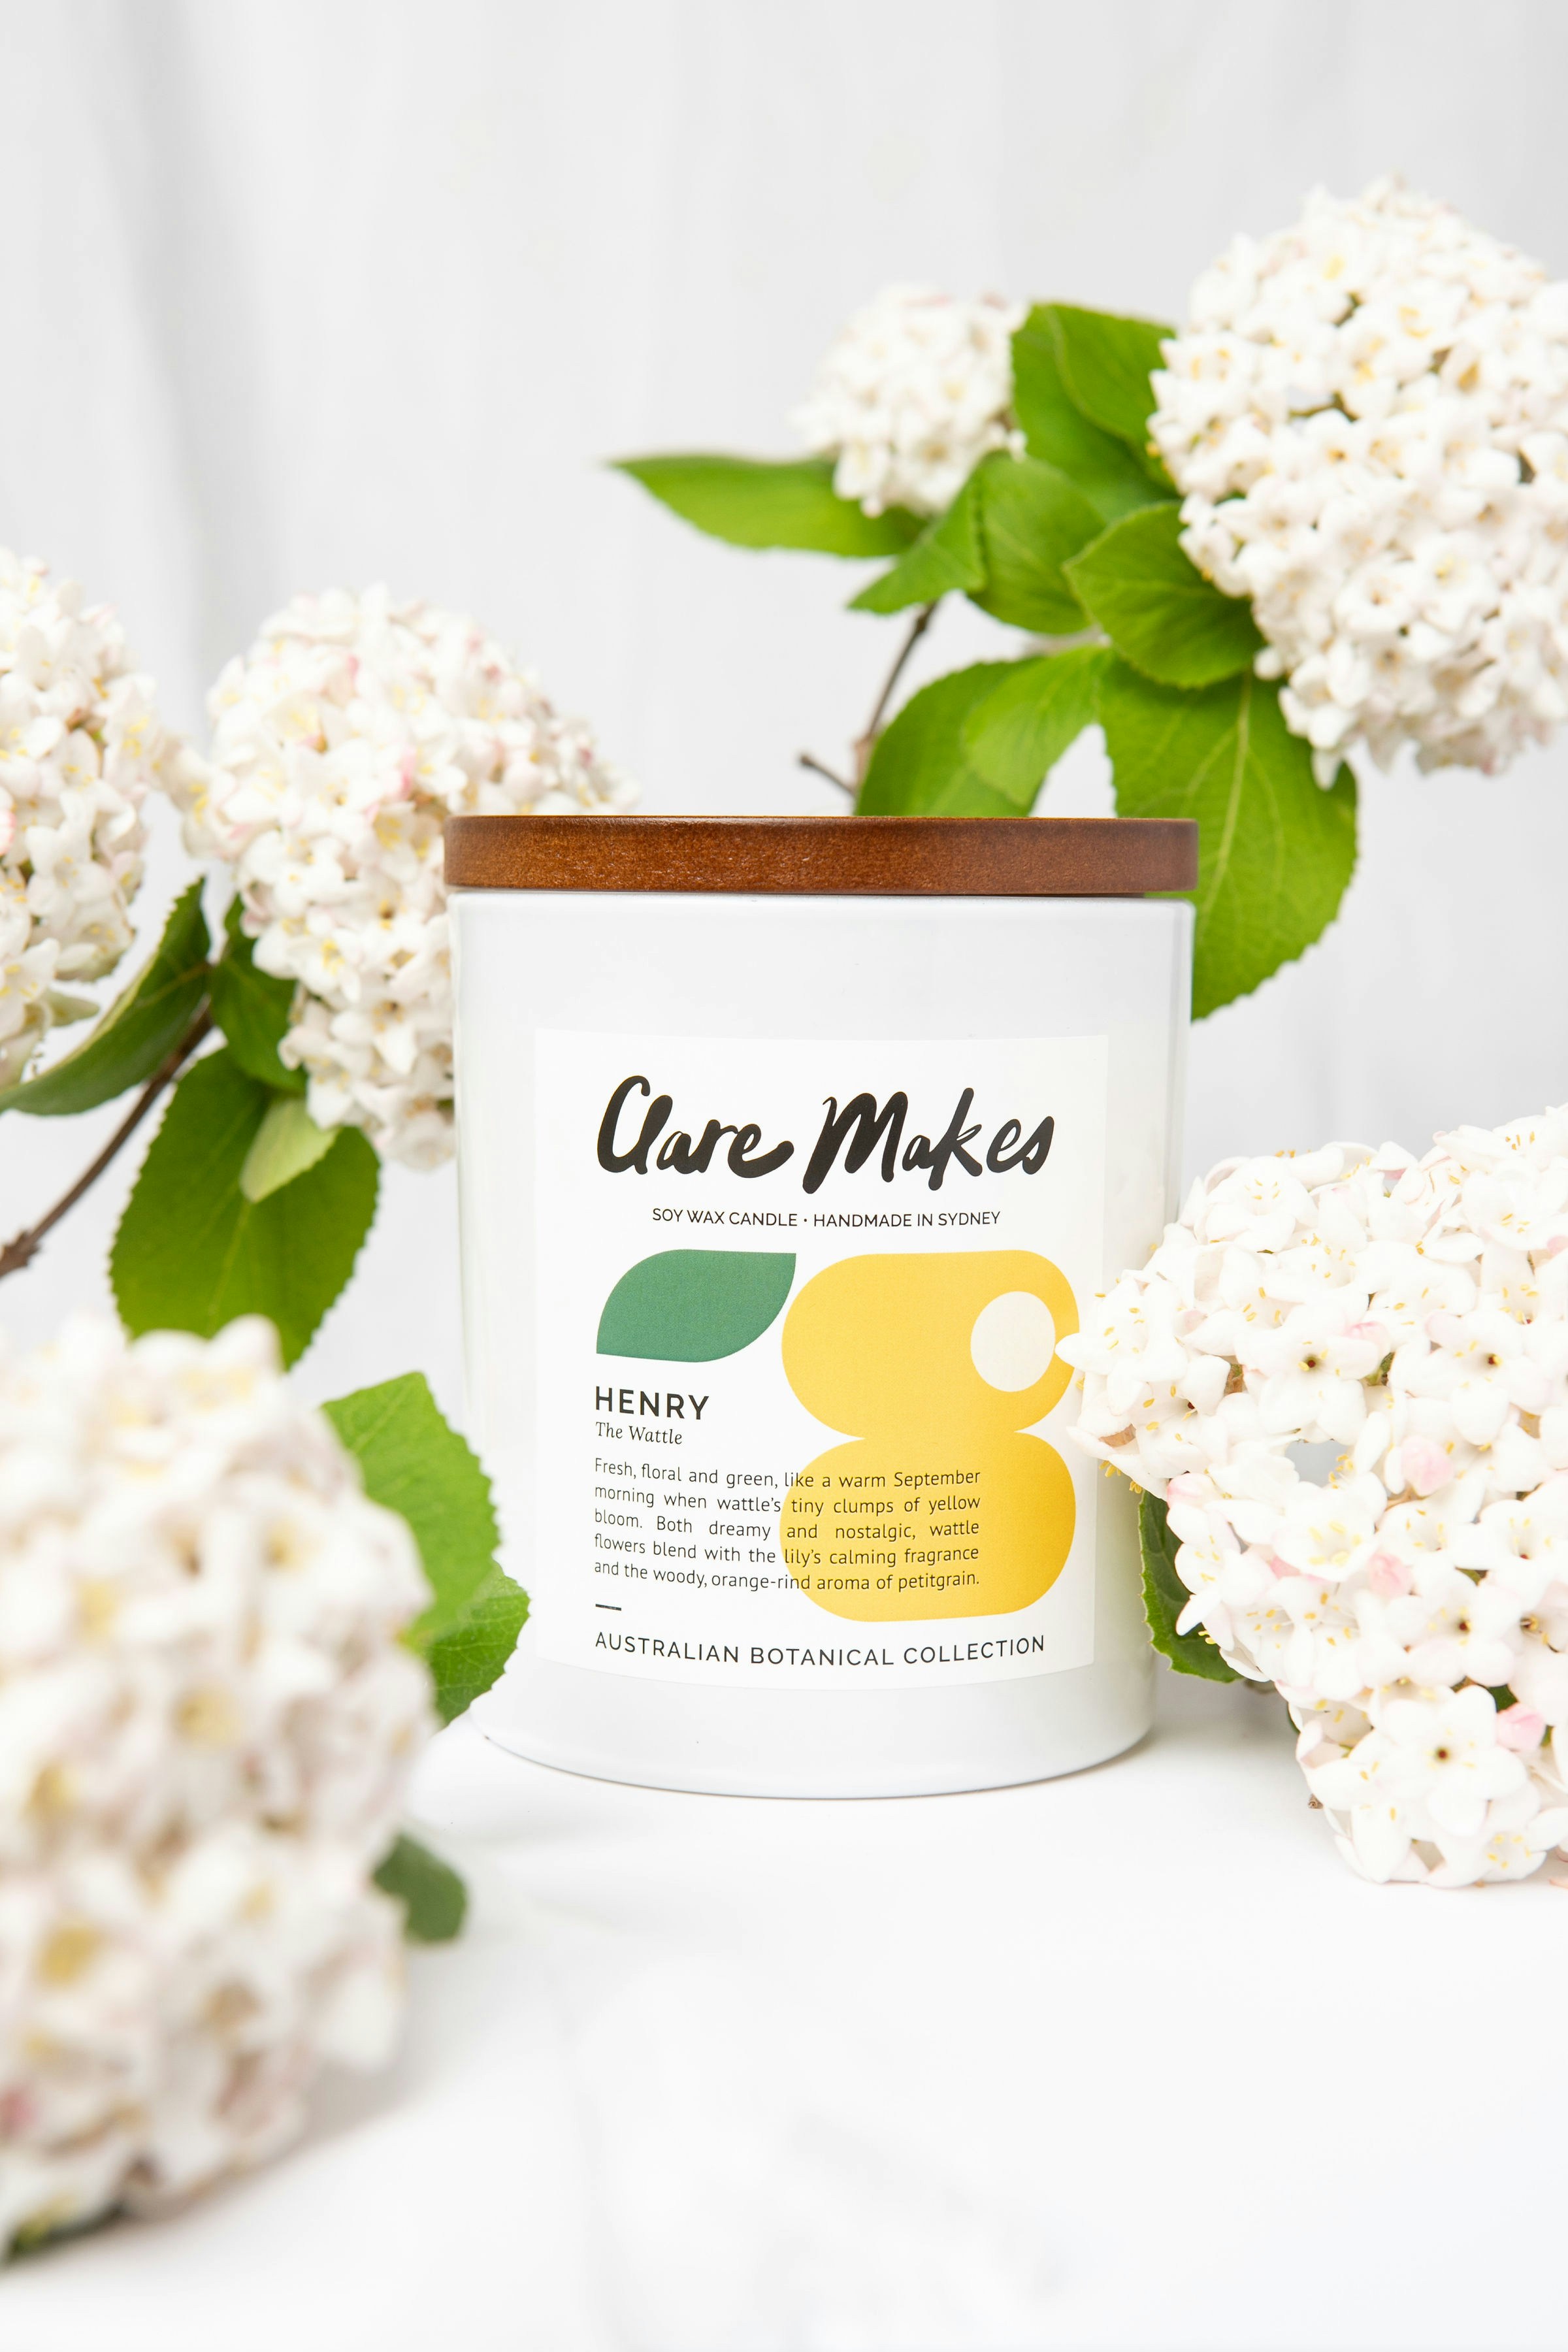 Clare Makes
SOY WAX CANDLE • HANDMADE IN SYDNEY
HENRY
The Wattle
Fresh, floral and green, like a warm September
morning when wattle's tiny clumps of yellow
bloom. Both dreamy and nostalgic, wattle
flowers blend with the lily's calming fragrance
and the woody, orange-rind aroma of petitgrain.
AUSTRALIAN BOTANICAL COLLECTION